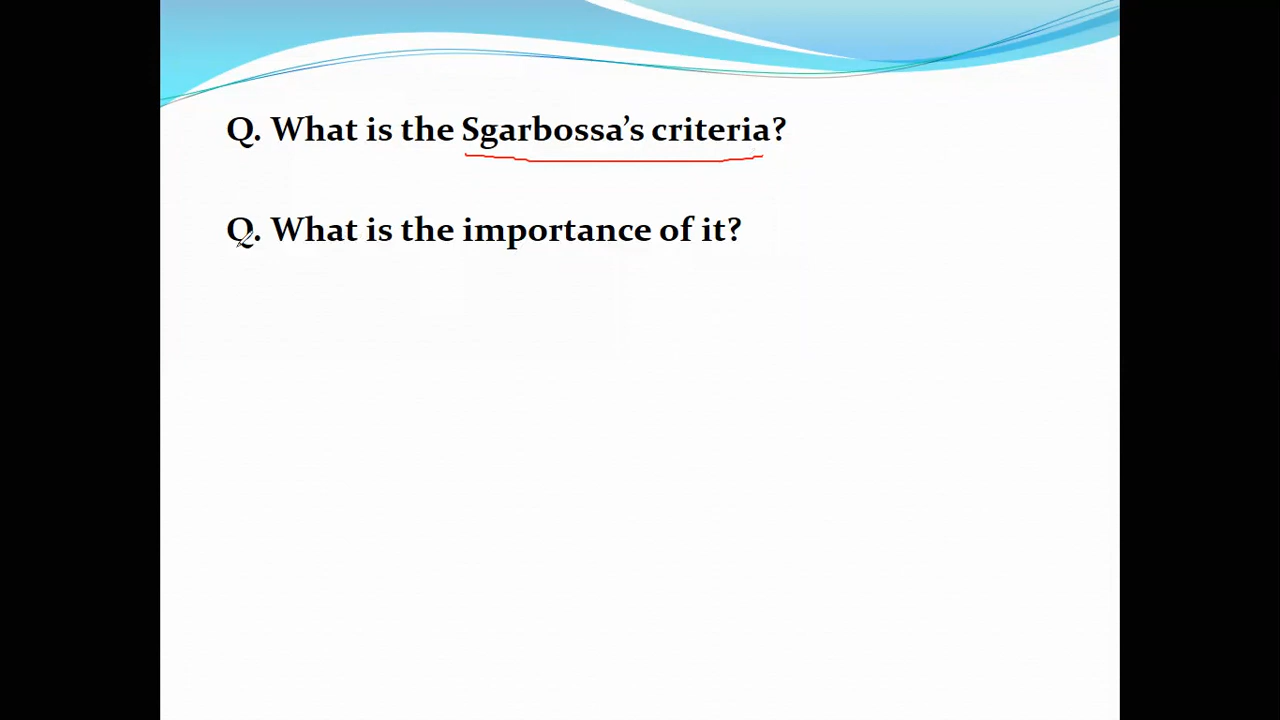 Q. What is the Sgarbossa’s criteria?
Q. What is the importance of it?